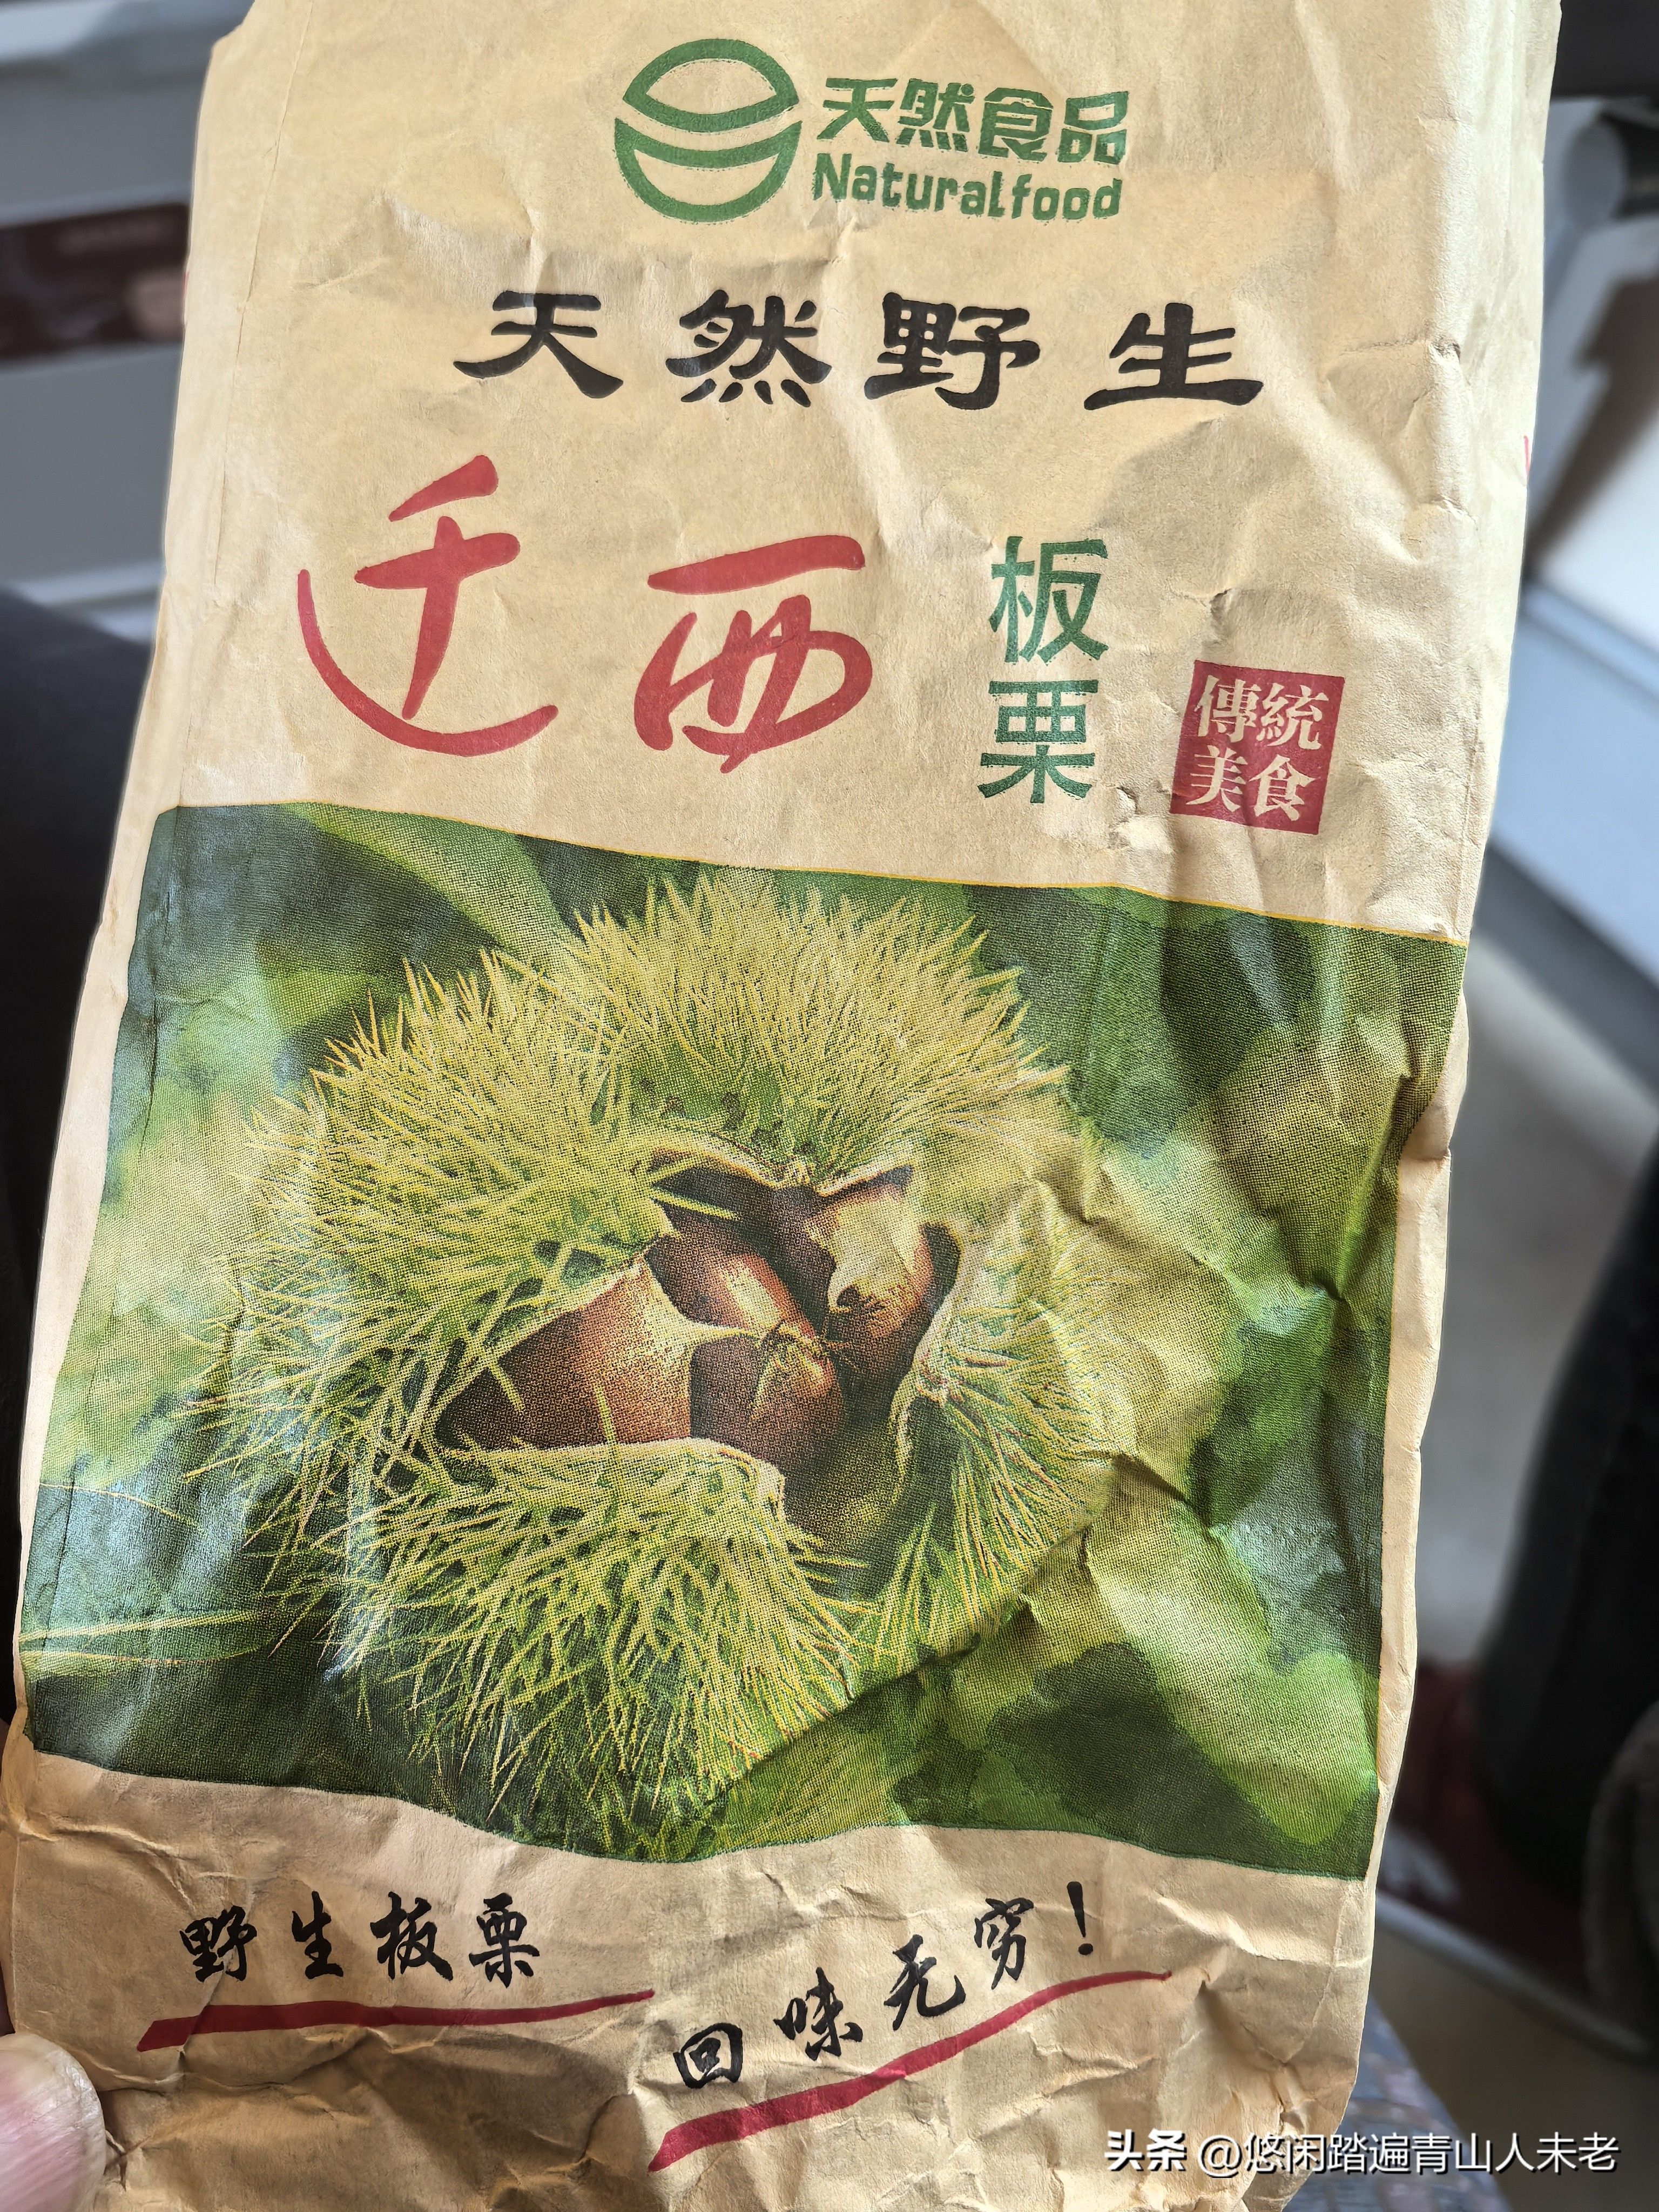 天然食品
Naturalfood
天然野生
迁西
板栗
傳統
美食
野生板栗
回味无穷！
头条 @悠闲踏遍青山人未老